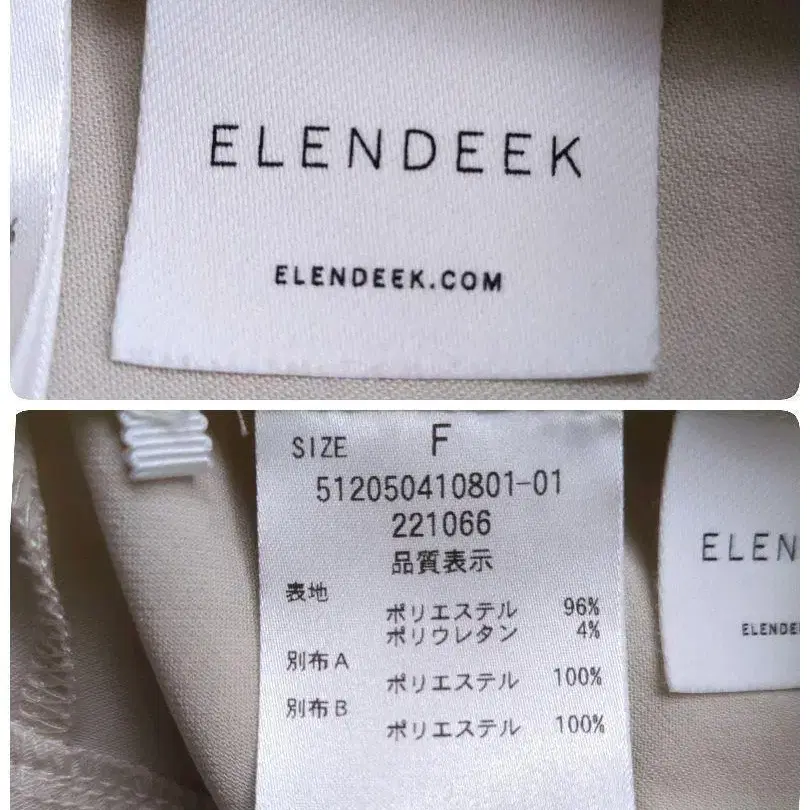 ELENDEEK
ELENDEEK.COM
SIZE F
512050410801-01
221066
品質表示
表地
ポリエステル 96%
ポリウレタン 4%
別布A
ポリエステル 100%
別布B
ポリエステル 100%
ELEN
ELENDE